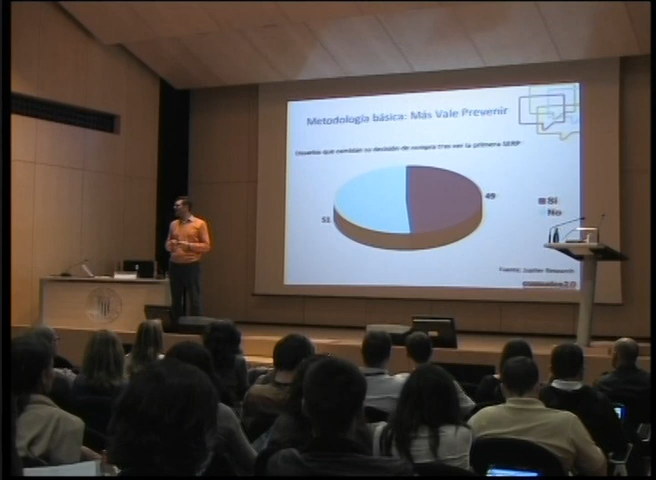 Metodología básica: Más Vale Prevenir
Usuarios que cambian su decisión de compra tras ver la primera SERP
49
51
Si
No
Fuente: Jupiter Research